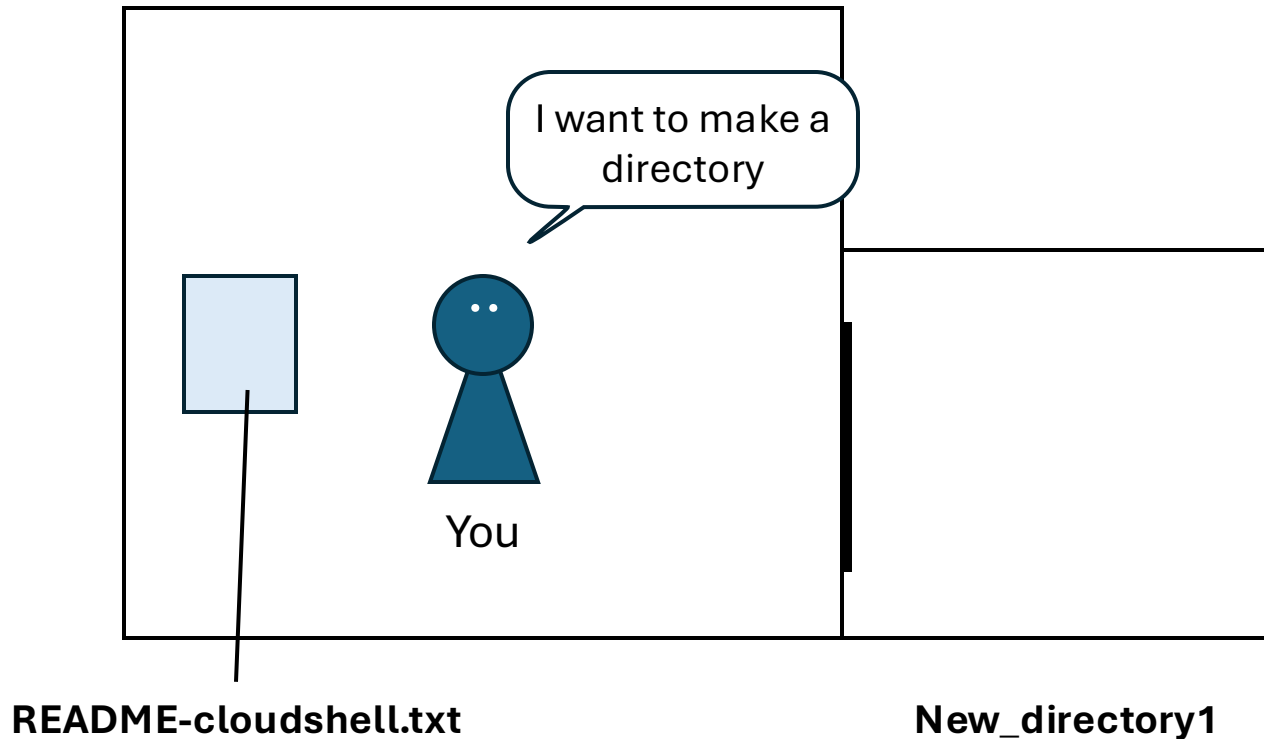 I want to make a
directory
You
README-cloudshell.txt
New_directory1